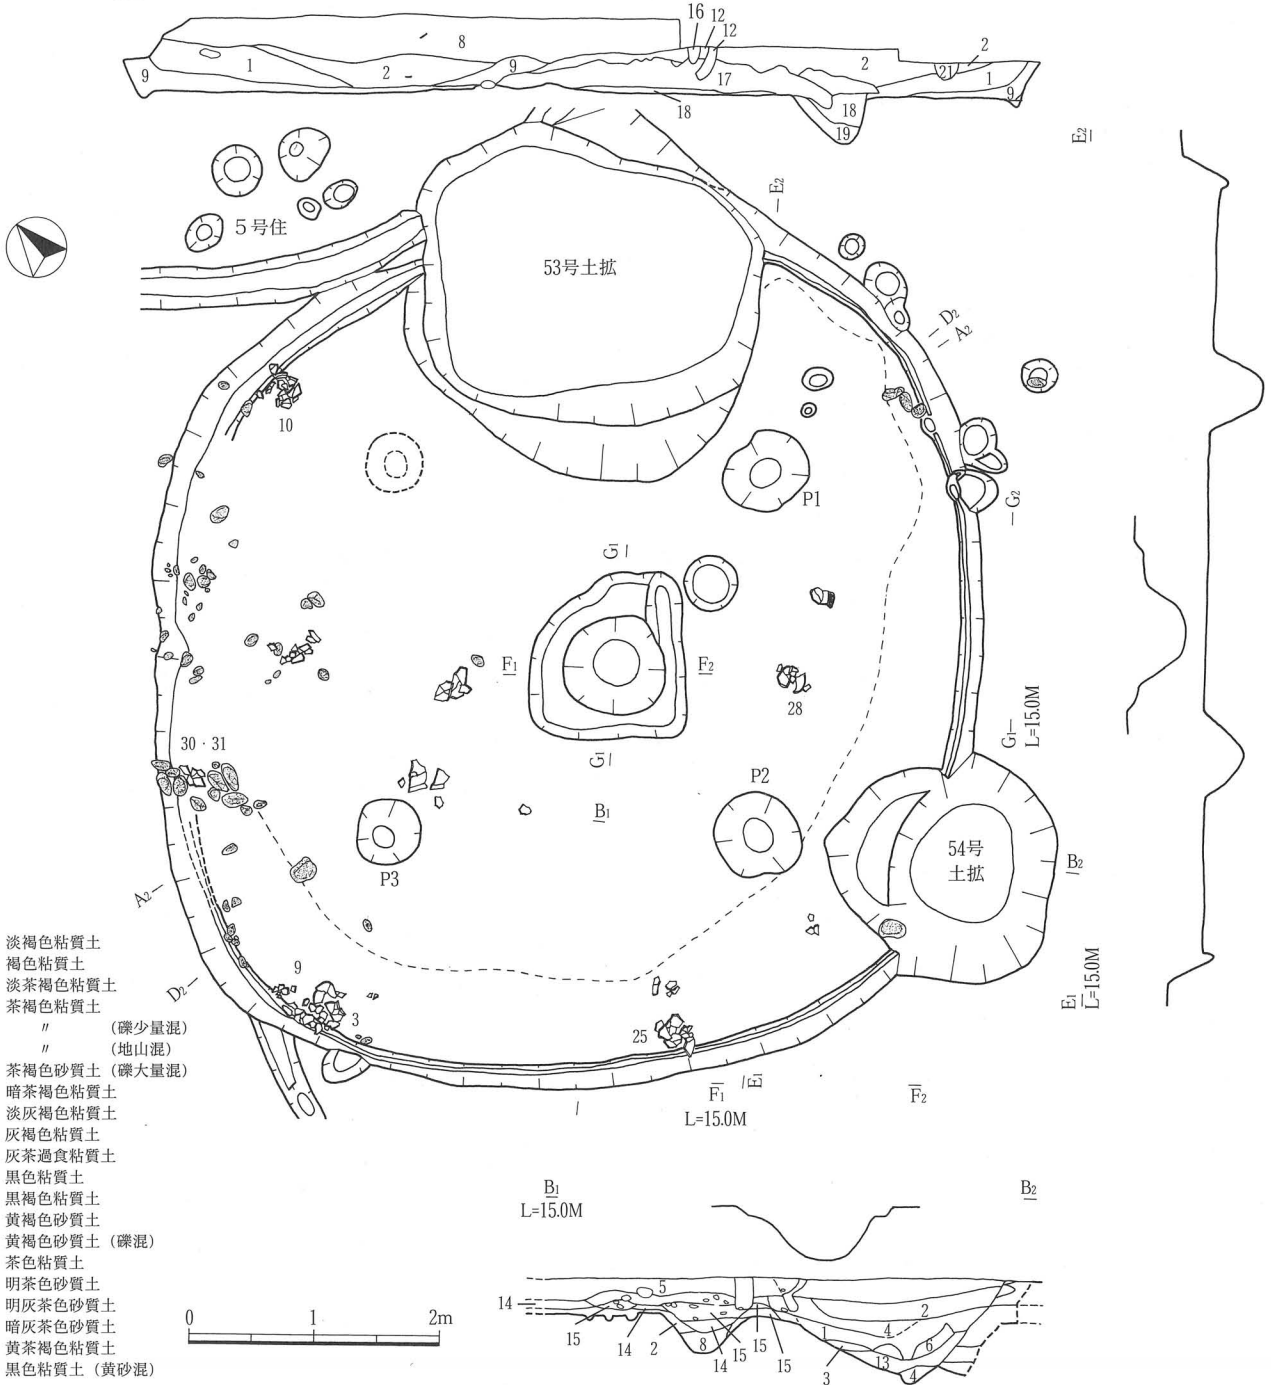 16
12
12
8
2
1
2
9
2
9
17
21
1
9
18
18
19
E2
E2
5号住
53号土拡
D2
A2
10
P1
G2
G1
F1
F2
28
G1
L=15.0M
30・31
G1
P2
B1
P3
54号
土拡
B2
A2
9
D2
3
25
E1
L=15.0M
F1
E1
F2
L=15.0M
淡褐色粘質土
褐色粘質土
淡茶褐色粘質土
茶褐色粘質土
〃 (礫少量混)
〃 (地山混)
茶褐色砂質土 (礫大量混)
暗茶褐色粘質土
淡灰褐色粘質土
灰褐色粘質土
灰茶過食粘質土
黒色粘質土
黒褐色粘質土
黄褐色砂質土
黄褐色砂質土 (礫混)
茶色粘質土
明茶色砂質土
明灰茶色砂質土
暗灰茶色砂質土
黄茶褐色粘質土
黒色粘質土 (黄砂混)
0 1 2m
B1
L=15.0M
B2
5
14
2
15
14
2
8
14
15
15
1
4
6
3
13
4